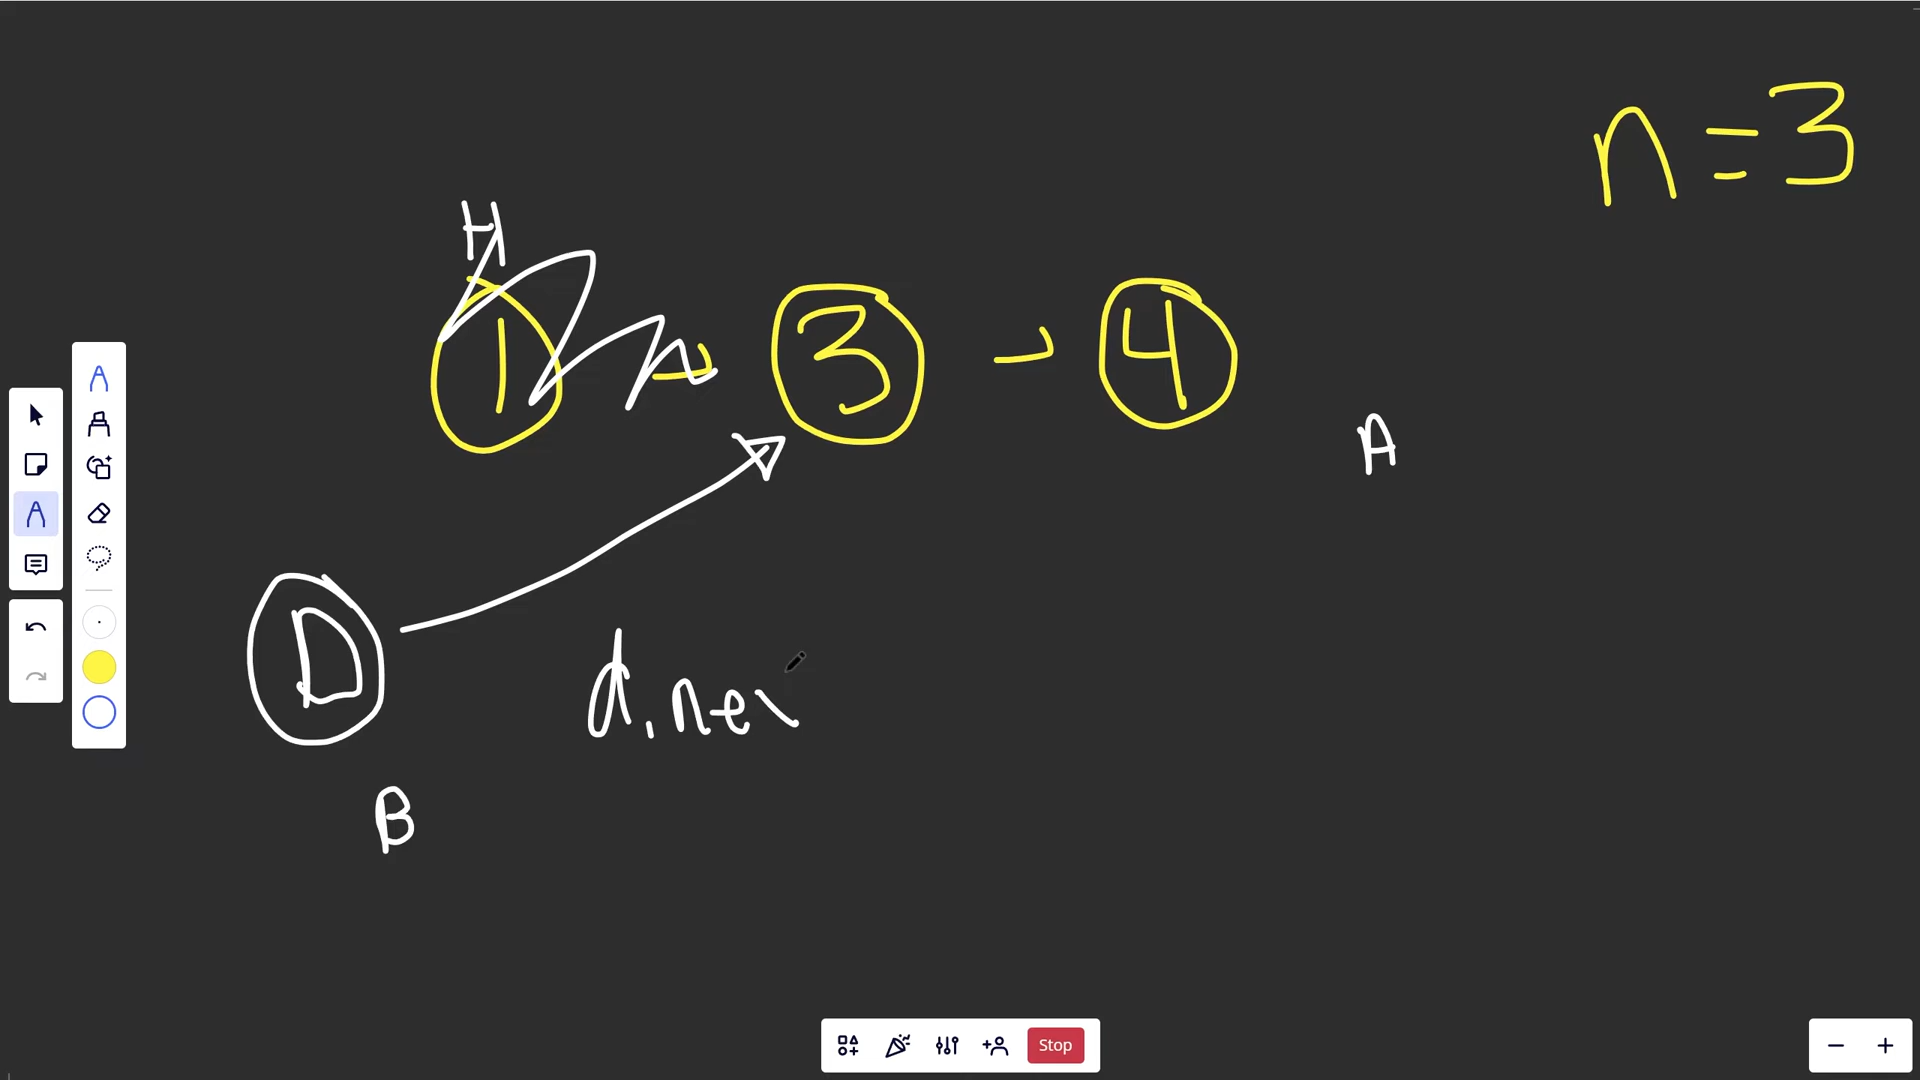 n=3
H
1 → 3 → 4
A
D
d.nex
B
Stop